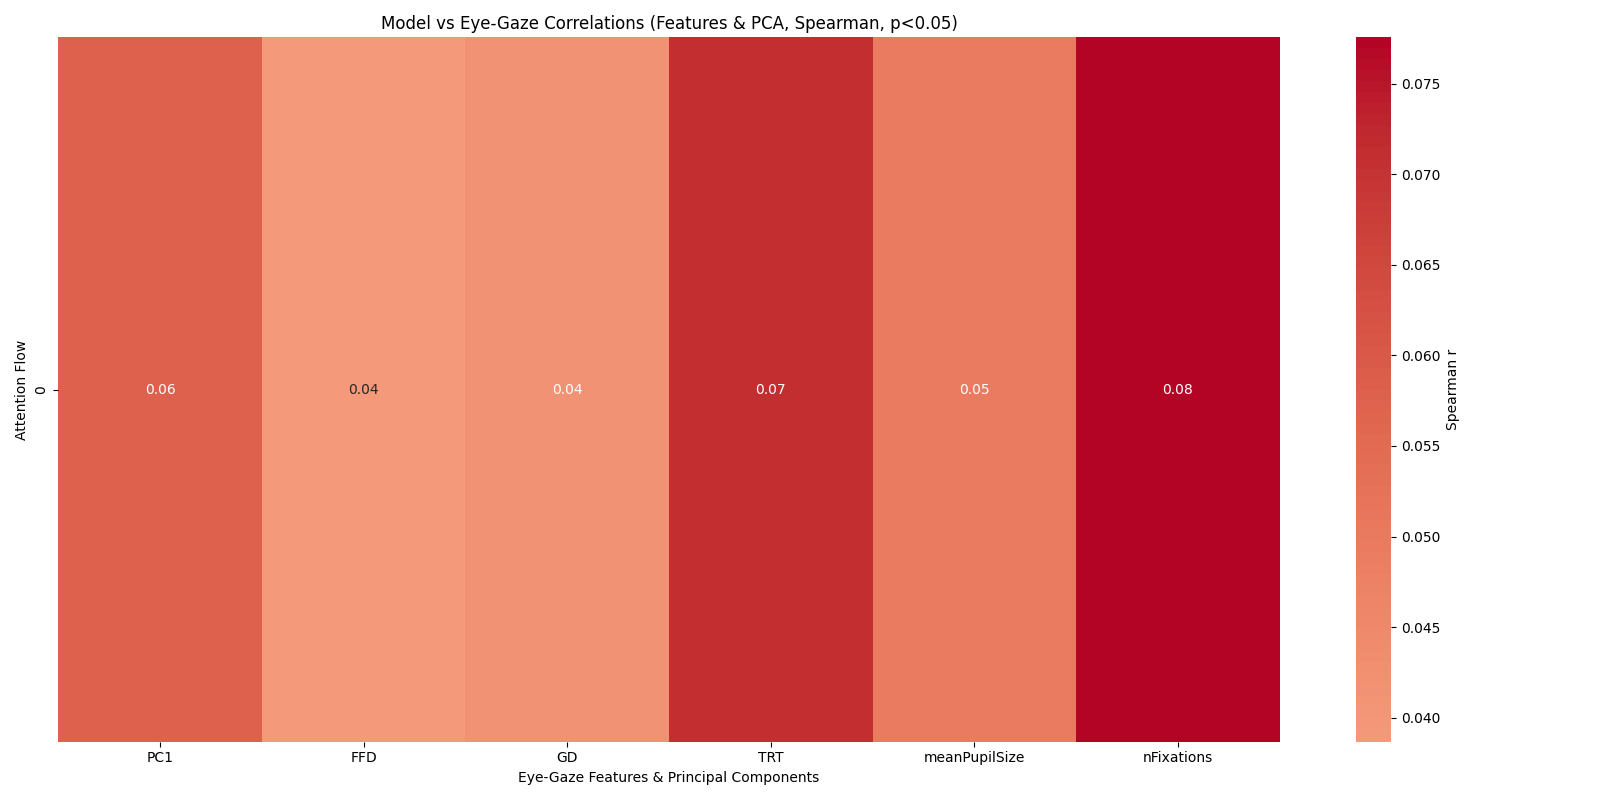 Model vs Eye-Gaze Correlations (Features & PCA, Spearman, p<0.05)
Attention Flow
0
0.06 0.04 0.04 0.07 0.05 0.08
PC1 FFD GD TRT meanPupilSize nFixations
Eye-Gaze Features & Principal Components
0.075
0.070
0.065
0.060
0.055
0.050
0.045
0.040
Spearman r